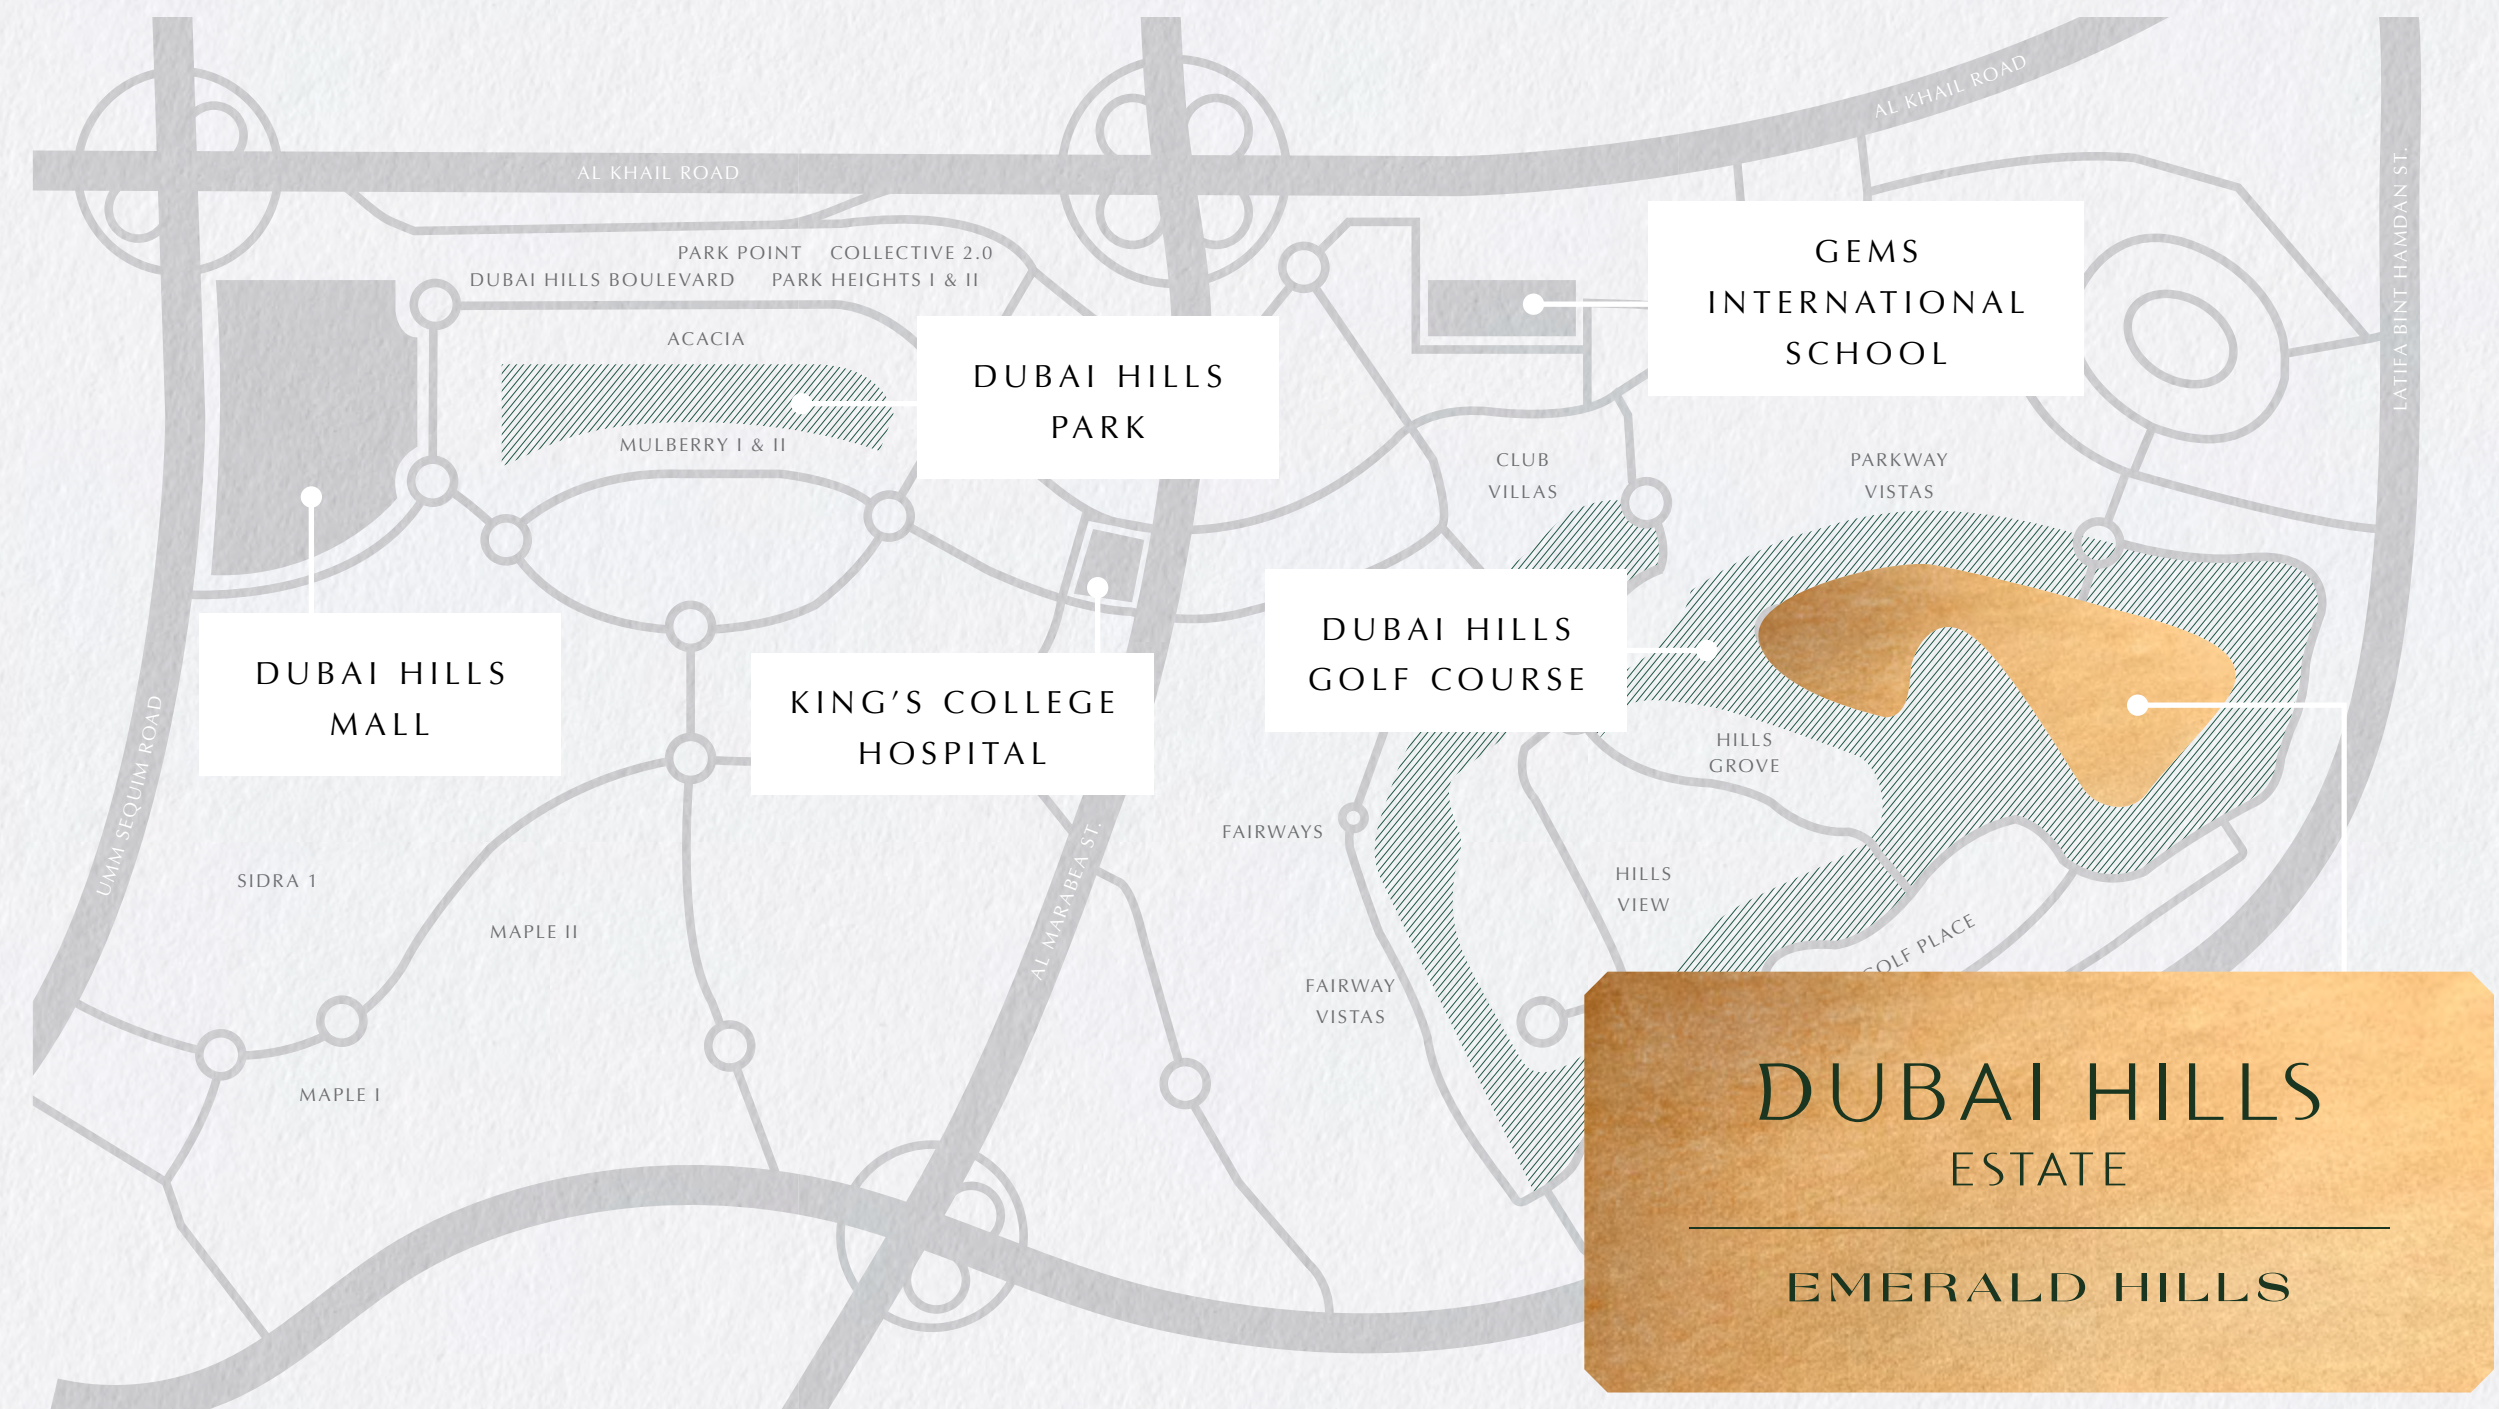 AL KHAIL ROAD
AL KHAIL ROAD
LATIFA BINT HAMDAN ST.
PARK POINT COLLECTIVE 2.0
DUBAI HILLS BOULEVARD PARK HEIGHTS I & II
GEMS
INTERNATIONAL
SCHOOL
ACACIA
DUBAI HILLS
PARK
MULBERRY I & II
CLUB
VILLAS
PARKWAY
VISTAS
DUBAI HILLS
GOLF COURSE
DUBAI HILLS
MALL
KING’S COLLEGE
HOSPITAL
UMM SEQUIM ROAD
HILLS
GROVE
FAIRWAYS
AL MARABEA ST.
SIDRA 1
HILLS
VIEW
MAPLE II
GOLF PLACE
FAIRWAY
VISTAS
MAPLE I
DUBAI HILLS
ESTATE
EMERALD HILLS